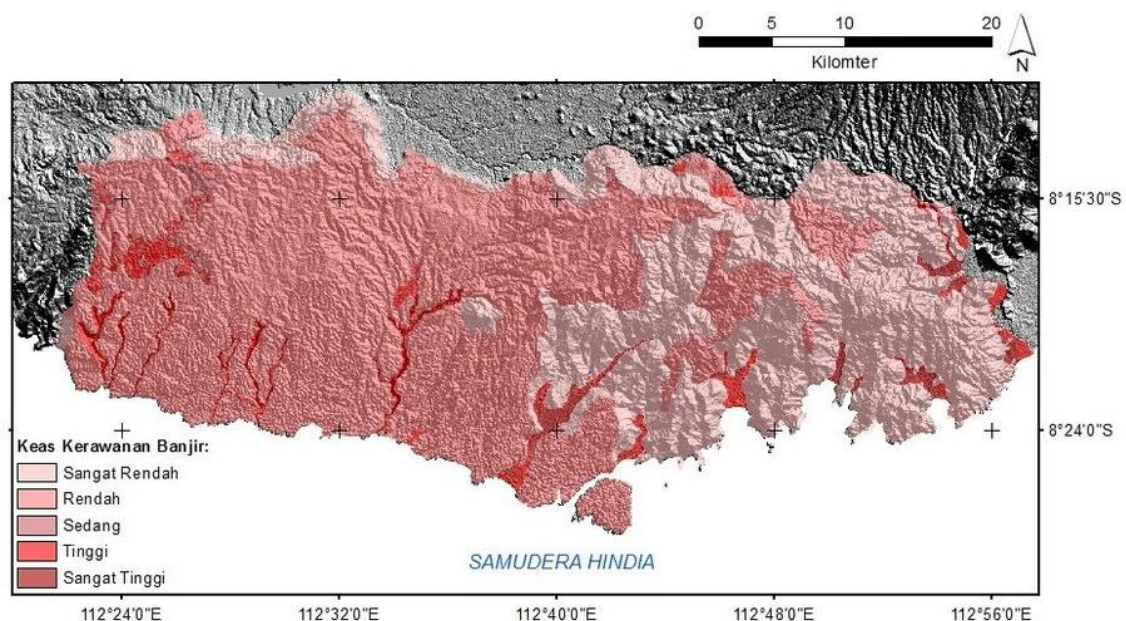 0 5 10 20
Kilomter
N
8°15'30"S
8°24'0"S
Keas Kerawanan Banjir:
Sangat Rendah
Rendah
Sedang
Tinggi
Sangat Tinggi
SAMUDERA HINDIA
112°24'0"E 112°32'0"E 112°40'0"E 112°48'0"E 112°56'0"E